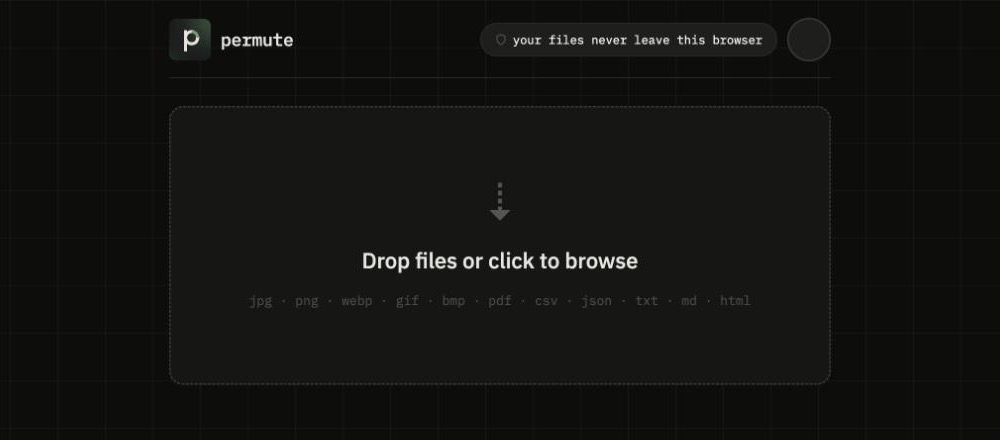 permute
your files never leave this browser
Drop files or click to browse
jpg · png · webp · gif · bmp · pdf · csv · json · txt · md · html